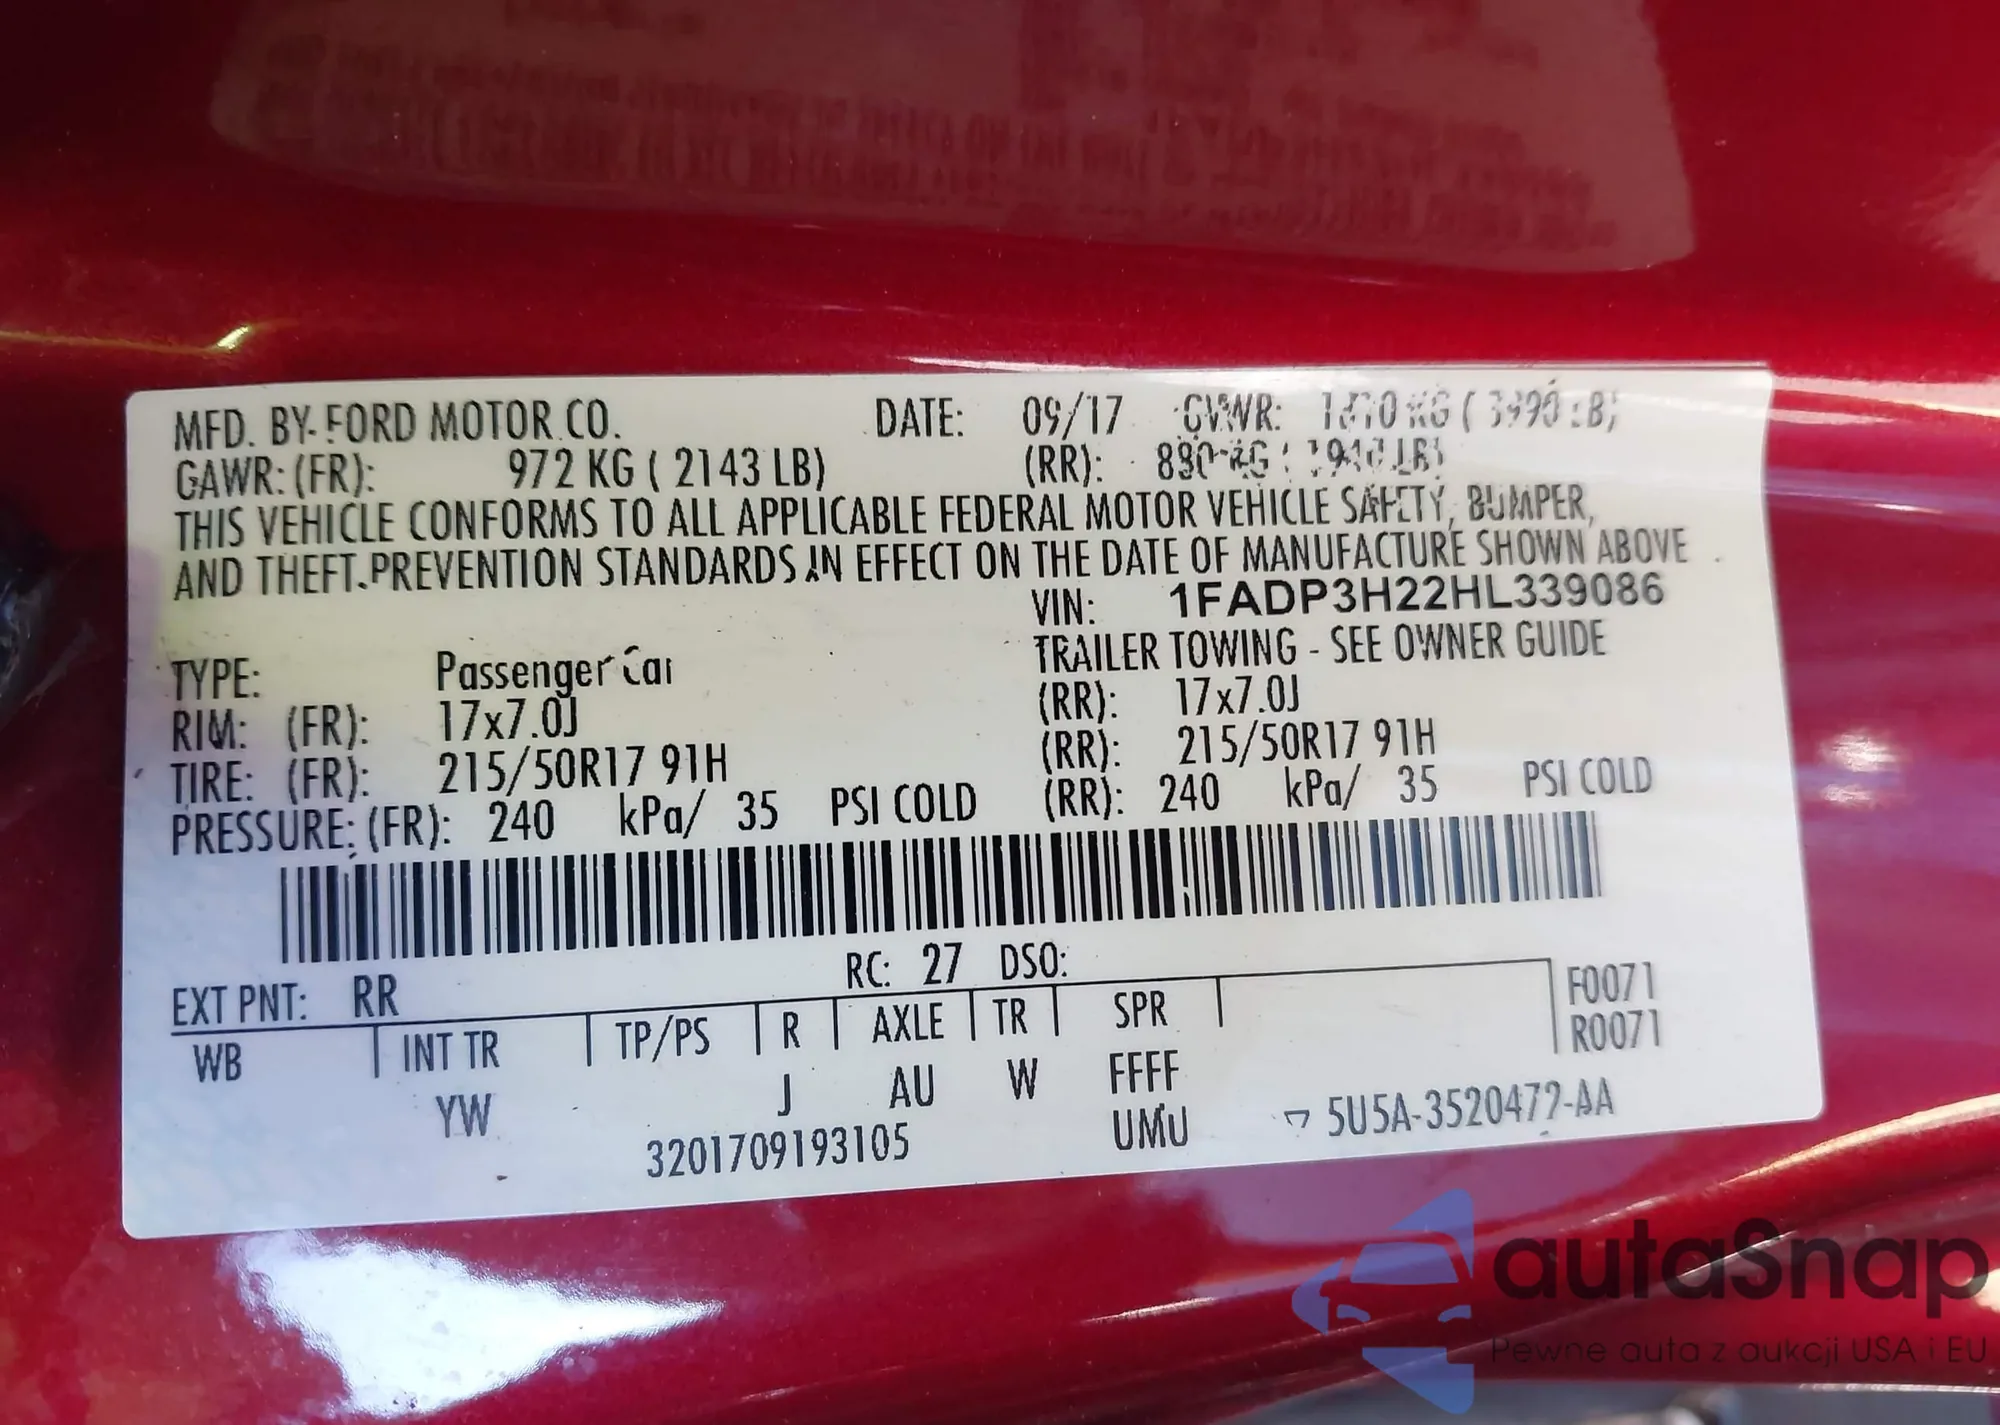 MFD. BY FORD MOTOR CO. DATE: 09/17 GVWR:
GAWR: (FR): 972 KG ( 2143 LB) (RR):
THIS VEHICLE CONFORMS TO ALL APPLICABLE FEDERAL MOTOR VEHICLE SAFETY, BUMPER,
AND THEFT PREVENTION STANDARDS IN EFFECT ON THE DATE OF MANUFACTURE SHOWN ABOVE
VIN: 1FADP3H22HL339086
TYPE: Passenger Car TRAILER TOWING - SEE OWNER GUIDE
RIM: (FR): 17x7.0J (RR): 17x7.0J
TIRE: (FR): 215/50R17 91H (RR): 215/50R17 91H
PRESSURE: (FR): 240 kPa/ 35 PSI COLD (RR): 240 kPa/ 35 PSI COLD
EXT PNT: RR RC: 27 DSO: F0071
WB INT TR TP/PS R AXLE TR SPR R0071
YW J AU W FFFF
3201709193105 UMU 5U5A-3520472-AA
autaSnap
Pewne auta z aukcji USA i EU